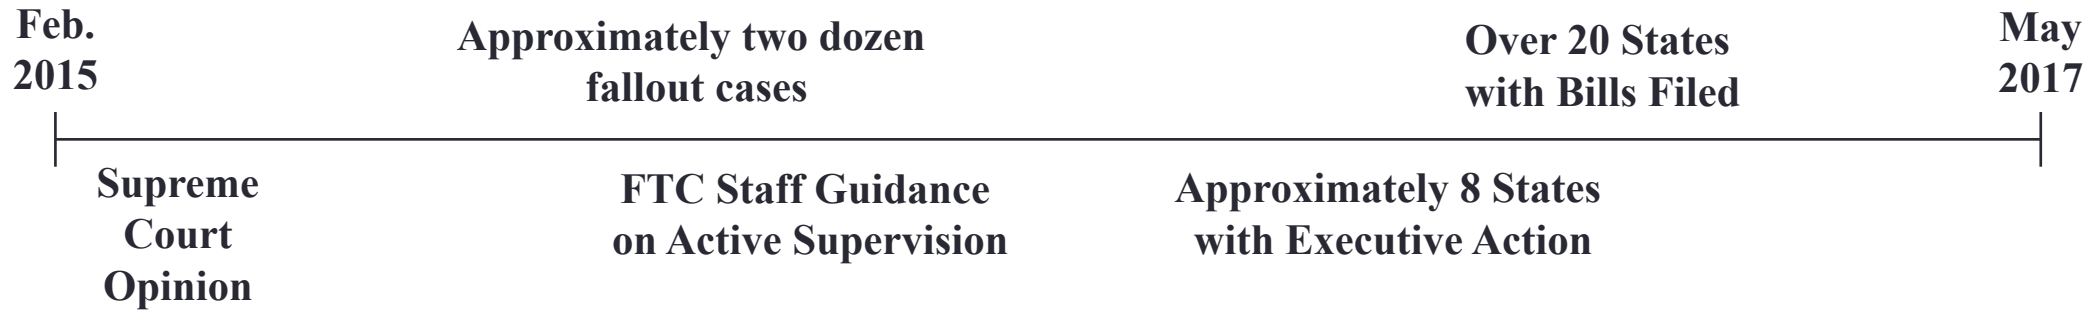 Feb.
2015
Approximately two dozen
fallout cases
Over 20 States
with Bills Filed
May
2017
Supreme
Court
Opinion
FTC Staff Guidance
on Active Supervision
Approximately 8 States
with Executive Action